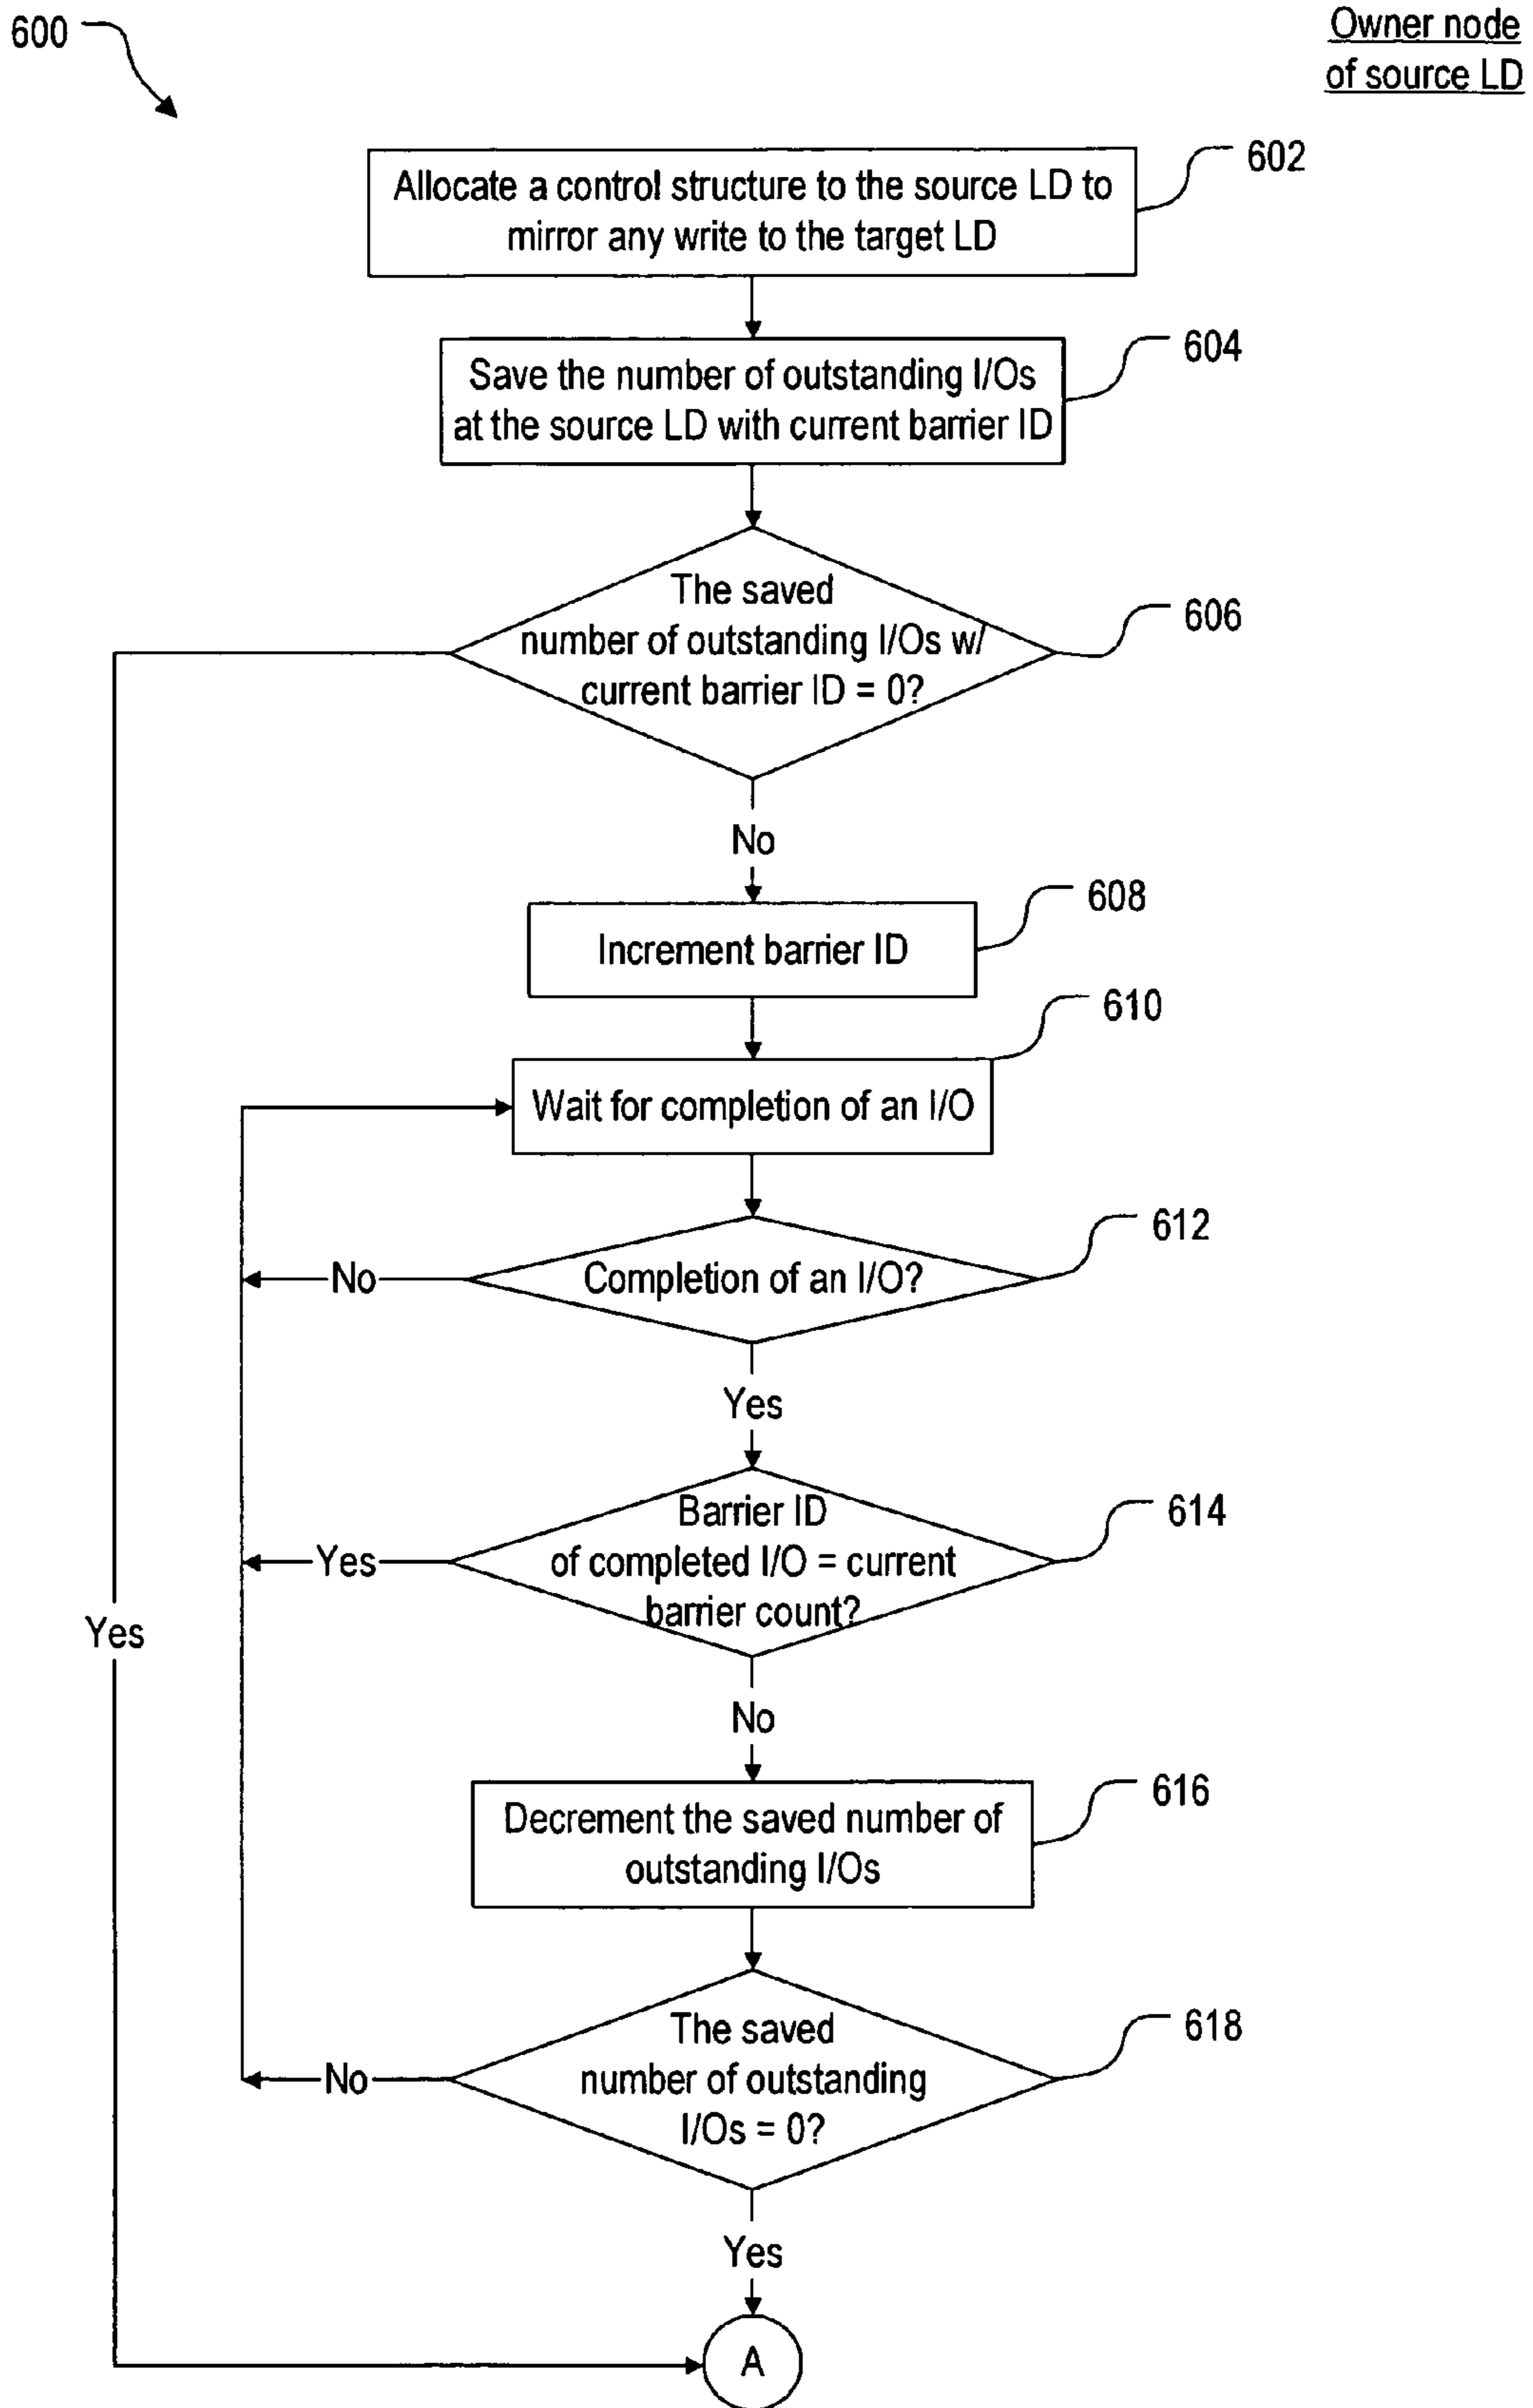 600
Owner node
of source LD
Allocate a control structure to the source LD to
mirror any write to the target LD
602
Save the number of outstanding I/Os
at the source LD with current barrier ID
604
The saved
number of outstanding I/Os w/
current barrier ID = 0?
606
No
Increment barrier ID
608
Wait for completion of an I/O
610
Completion of an I/O?
612
No
Yes
Barrier ID
of completed I/O = current
barrier count?
614
Yes
Yes
No
Decrement the saved number of
outstanding I/Os
616
The saved
number of outstanding
I/Os = 0?
618
No
Yes
A